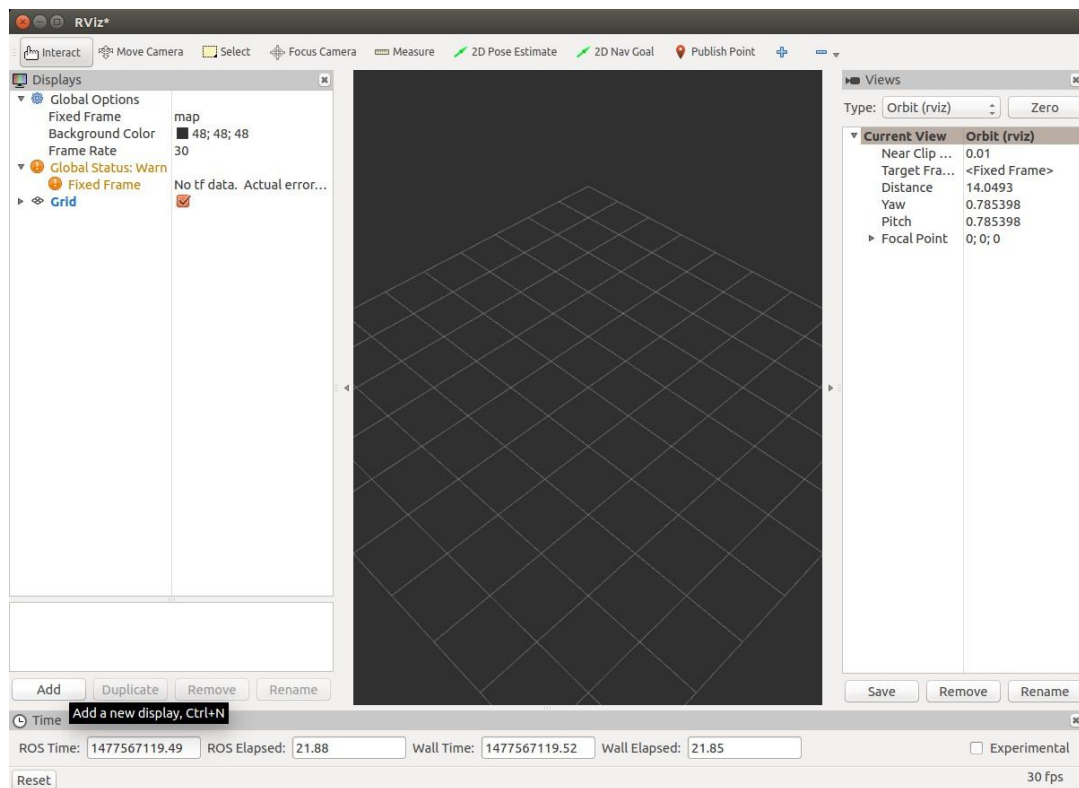 RViz*
Interact Move Camera Select Focus Camera Measure 2D Pose Estimate 2D Nav Goal Publish Point
Displays
Global Options
Fixed Frame map
Background Color 48; 48; 48
Frame Rate 30
Global Status: Warn
Fixed Frame No tf data. Actual error...
Grid
Add Duplicate Remove Rename
Add a new display, Ctrl+N
Views
Type: Orbit (rviz) Zero
Current View Orbit (rviz)
Near Clip ... 0.01
Target Fra... <Fixed Frame>
Distance 14.0493
Yaw 0.785398
Pitch 0.785398
Focal Point 0; 0; 0
Save Remove Rename
Time
ROS Time: 1477567119.49 ROS Elapsed: 21.88 Wall Time: 1477567119.52 Wall Elapsed: 21.85 Experimental
Reset 30 fps